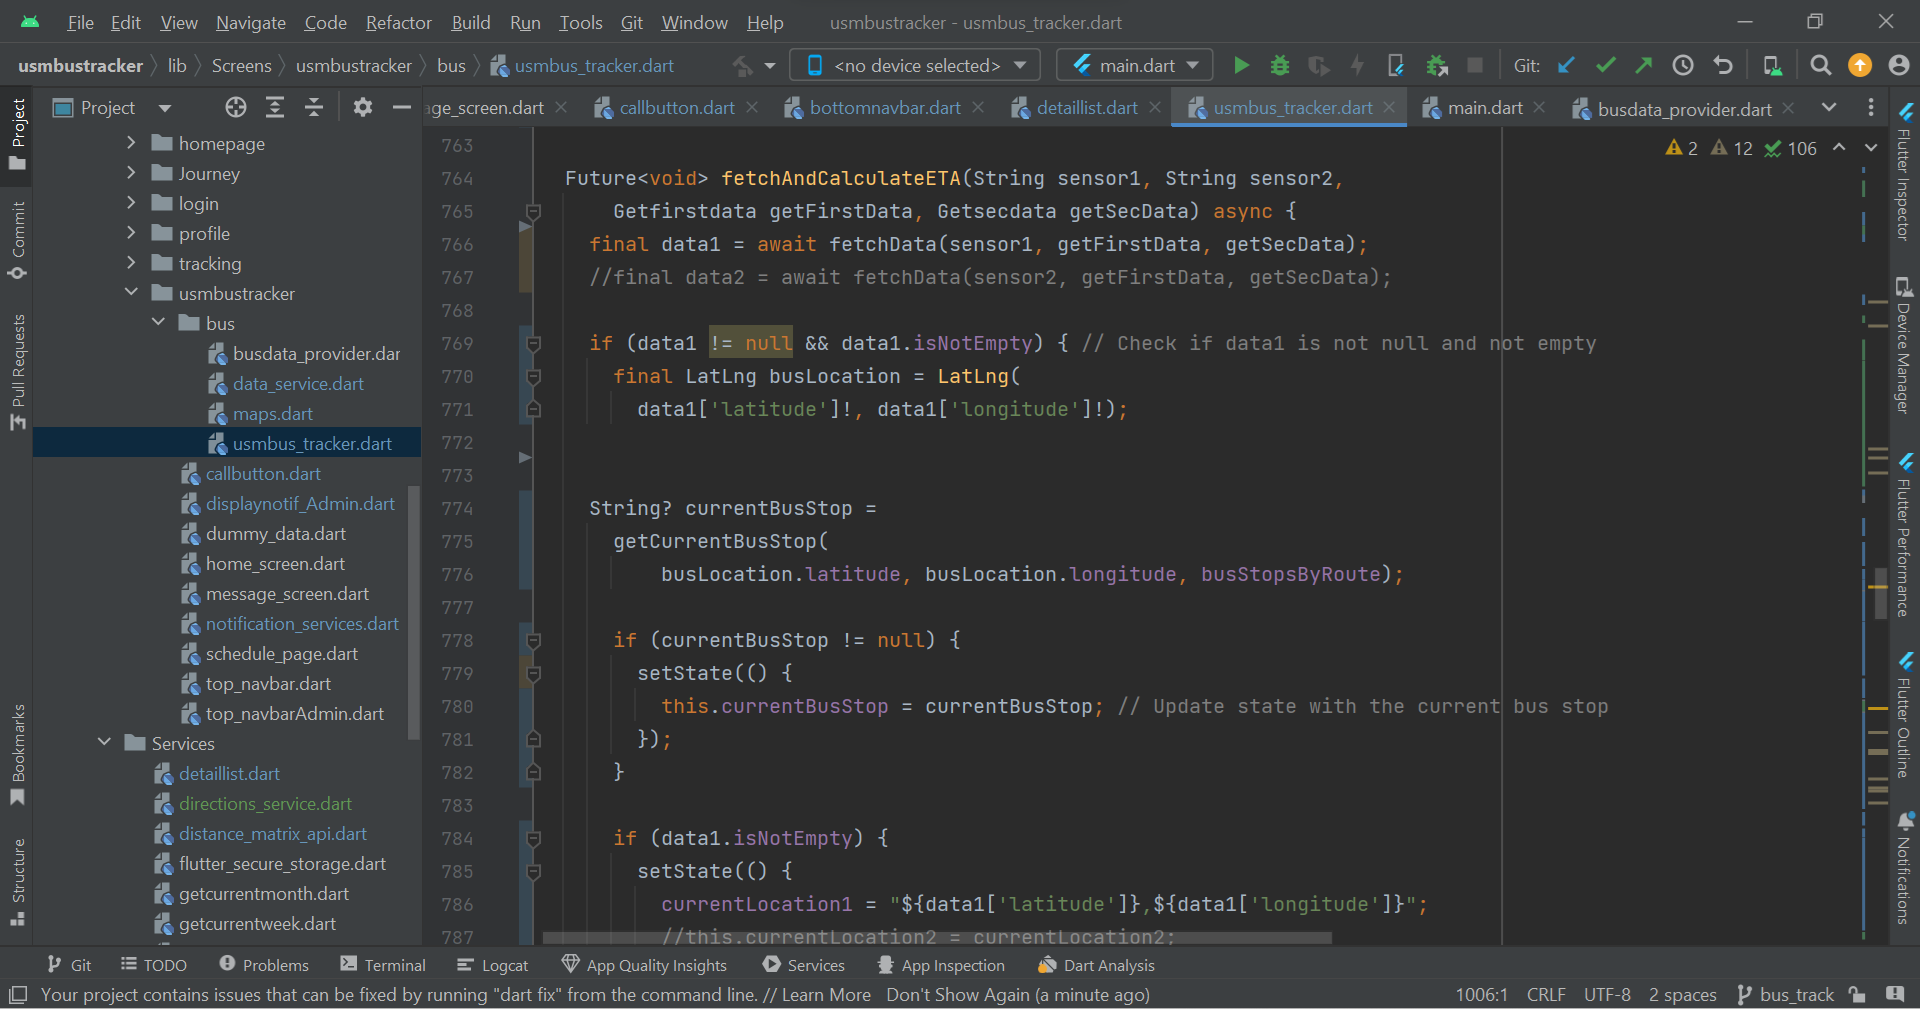 File Edit View Navigate Code Refactor Build Run Tools Git Window Help usmbustracker - usmbus_tracker.dart
usmbustracker lib Screens usmbustracker bus usmbus_tracker.dart <no device selected> main.dart Git:
Project age_screen.dart callbutton.dart bottomnavbar.dart detaillist.dart usmbus_tracker.dart main.dart busdata_provider.dart
Project
Commit
Pull Requests
Bookmarks
Structure
homepage
Journey
login
profile
tracking
usmbustracker
bus
busdata_provider.dar
data_service.dart
maps.dart
usmbus_tracker.dart
callbutton.dart
displaynotif_Admin.dart
dummy_data.dart
home_screen.dart
message_screen.dart
notification_services.dart
schedule_page.dart
top_navbar.dart
top_navbarAdmin.dart
Services
detaillist.dart
directions_service.dart
distance_matrix_api.dart
flutter_secure_storage.dart
getcurrentmonth.dart
getcurrentweek.dart
2 12 106
763
764 Future<void> fetchAndCalculateETA(String sensor1, String sensor2,
765 Getfirstdata getFirstData, Getsecdata getSecData) async {
766 final data1 = await fetchData(sensor1, getFirstData, getSecData);
767 //final data2 = await fetchData(sensor2, getFirstData, getSecData);
768
769 if (data1 != null && data1.isNotEmpty) { // Check if data1 is not null and not empty
770 final LatLng busLocation = LatLng(
771 data1['latitude']!, data1['longitude']!);
772
773
774 String? currentBusStop =
775 getCurrentBusStop(
776 busLocation.latitude, busLocation.longitude, busStopsByRoute);
777
778 if (currentBusStop != null) {
779 setState(() {
780 this.currentBusStop = currentBusStop; // Update state with the current bus stop
781 });
782 }
783
784 if (data1.isNotEmpty) {
785 setState(() {
786 currentLocation1 = "${data1['latitude']},${data1['longitude']}";
787 //this.currentLocation2 = currentLocation2;
Flutter Inspector
Device Manager
Flutter Performance
Flutter Outline
Notifications
Git TODO Problems Terminal Logcat App Quality Insights Services App Inspection Dart Analysis
Your project contains issues that can be fixed by running "dart fix" from the command line. // Learn More Don't Show Again (a minute ago) 1006:1 CRLF UTF-8 2 spaces bus_track